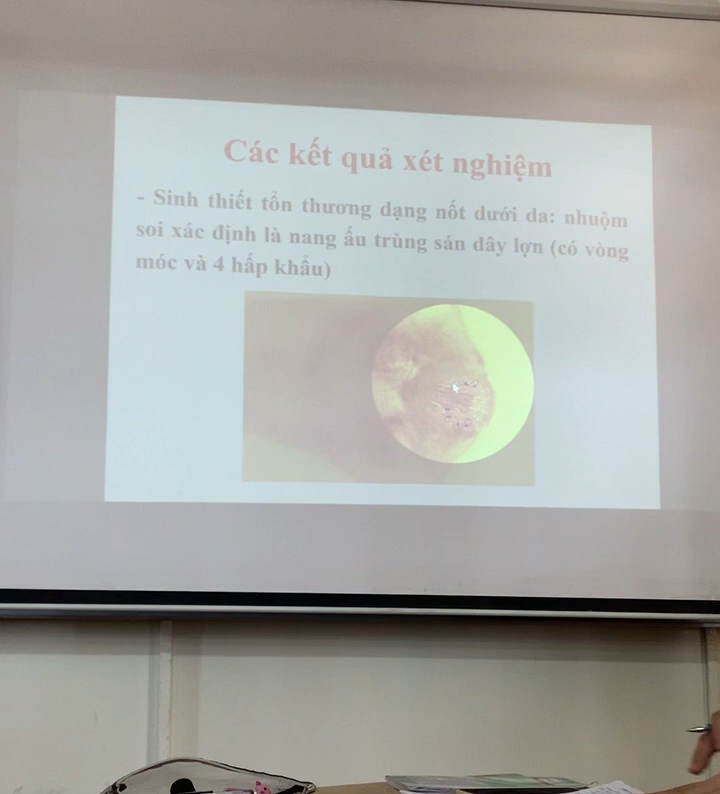 Các kết quả xét nghiệm
- Sinh thiết tổn thương dạng nốt dưới da: nhuộm
soi xác định là nang ấu trùng sán dây lợn (có vòng
móc và 4 hấp khẩu)